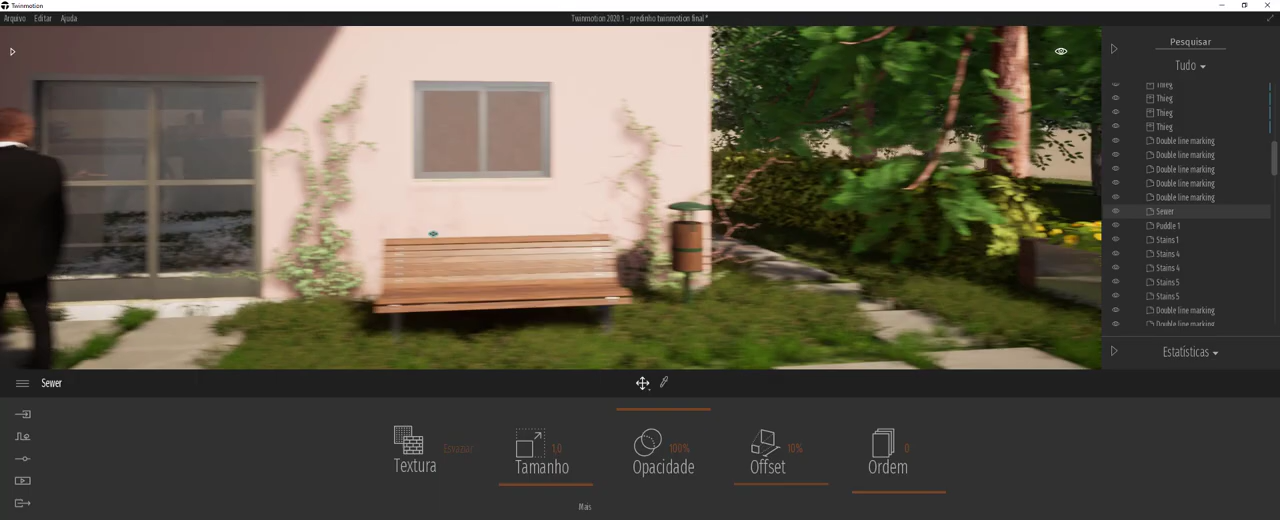 Twinmotion
Arquivo Editar Ajuda
Twinmotion 2020.1 - predinho twinmotion final *
Pesquisar
Tudo
Thieg
Thieg
Thieg
Thieg
Double line marking
Double line marking
Double line marking
Double line marking
Double line marking
Sewer
Puddle 1
Stains 1
Stains 4
Stains 4
Stains 5
Stains 5
Double line marking
Double line marking
Estatísticas
Sewer
Textura
Esvaziar
Tamanho
1,0
Opacidade
100%
Offset
10%
Ordem
0
Mais